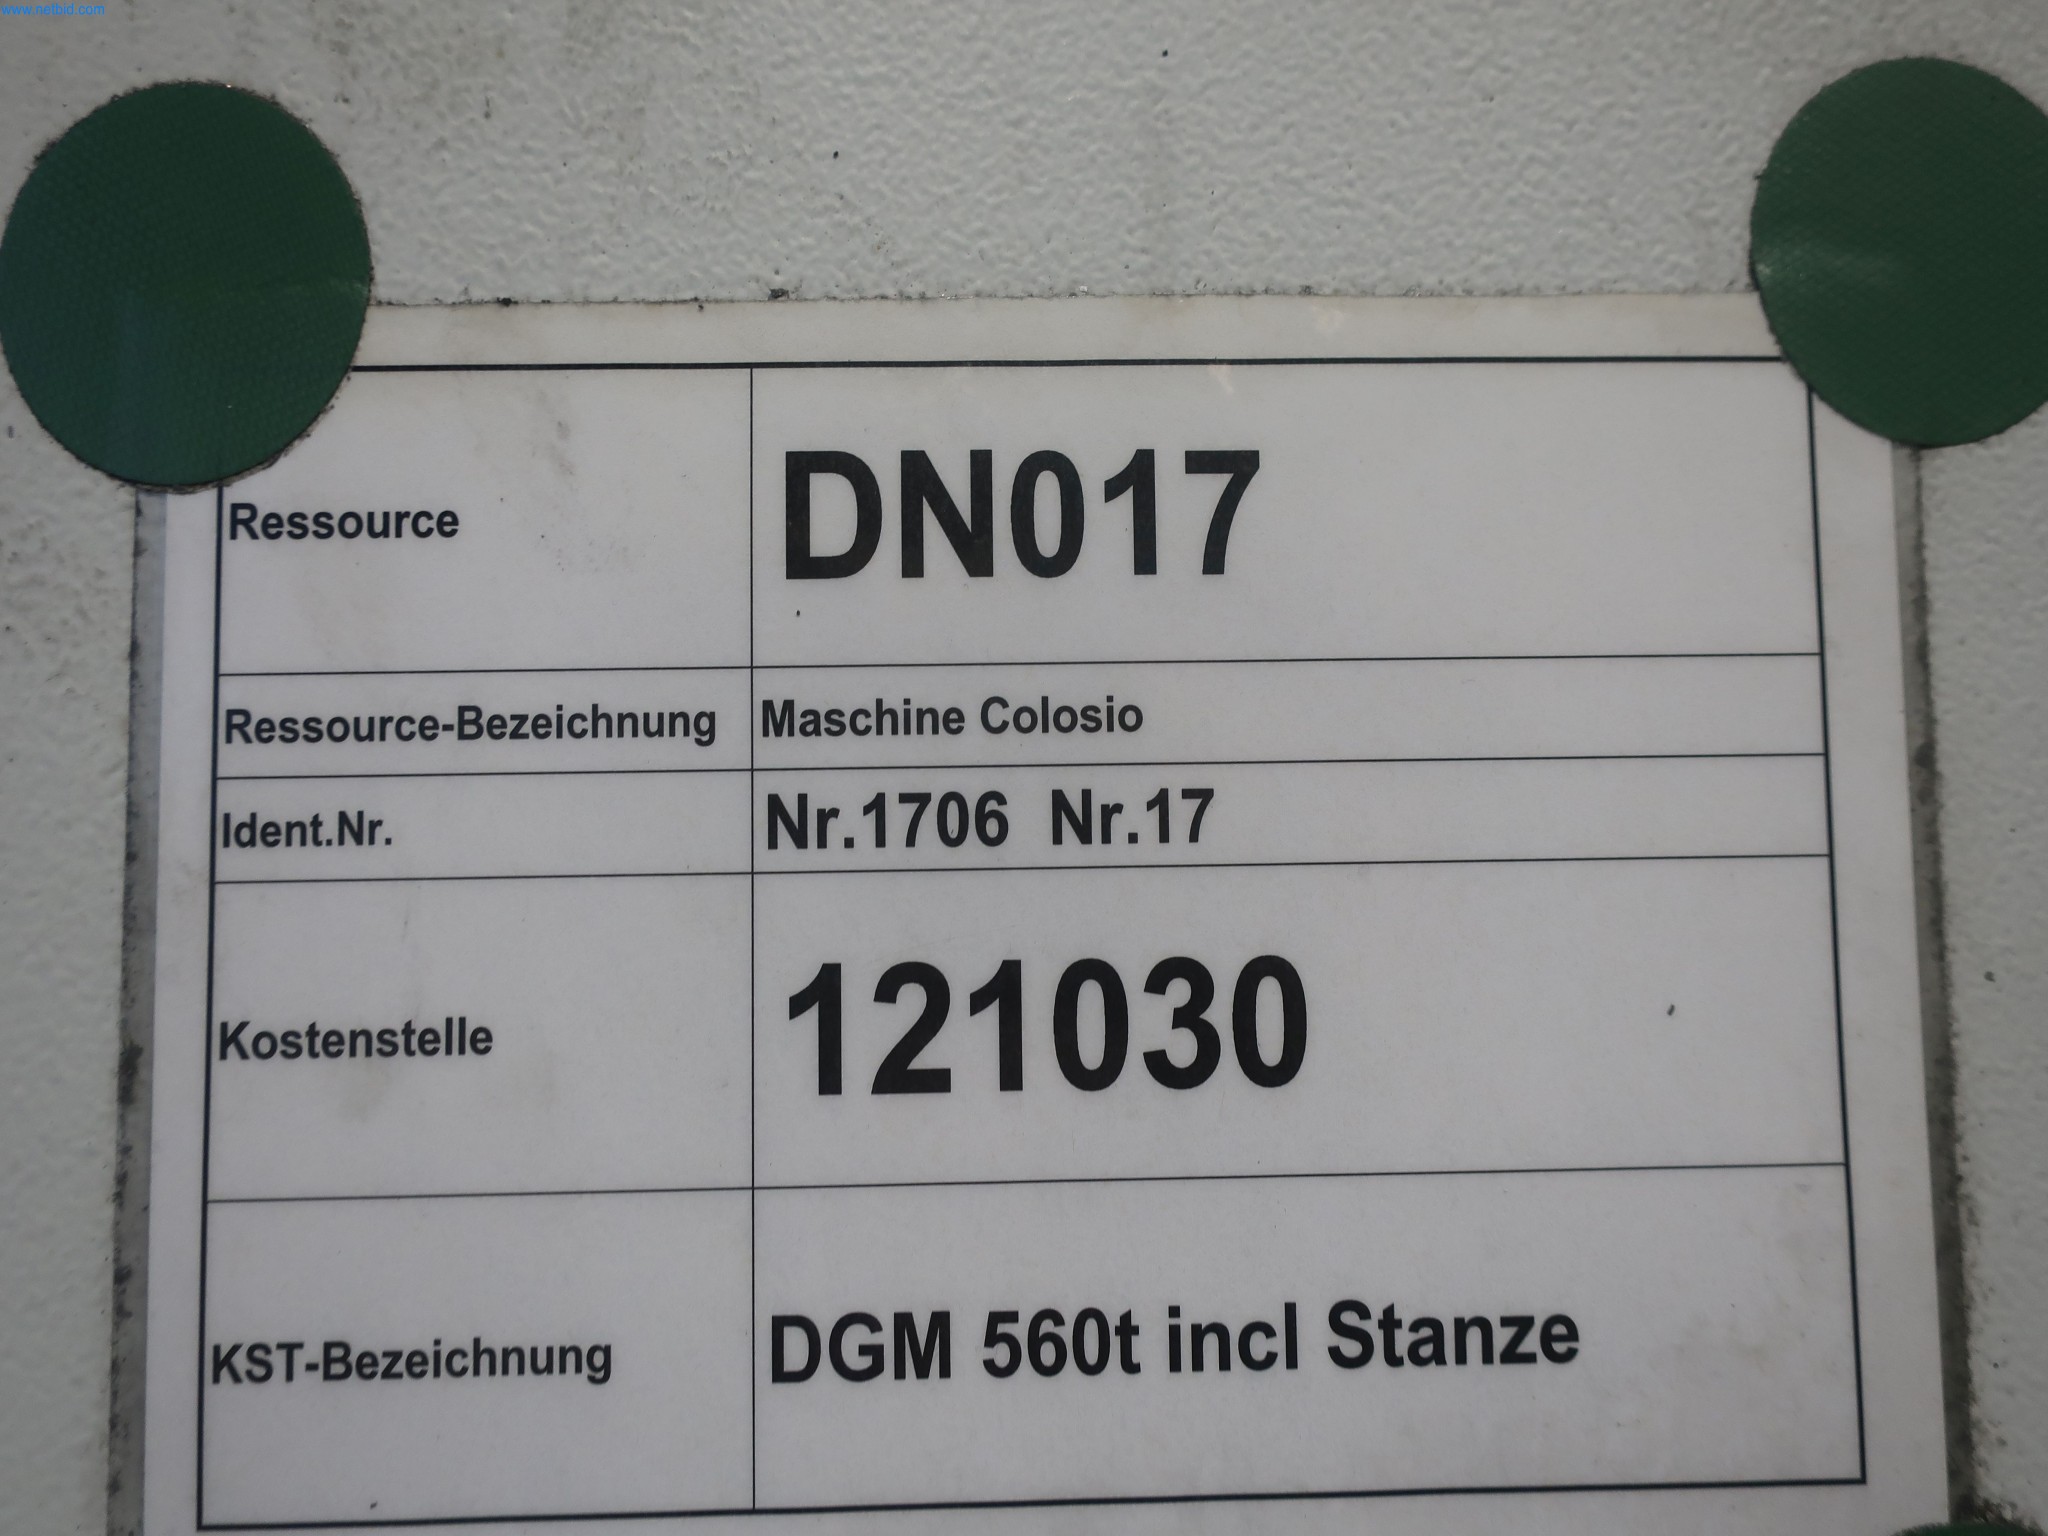 www.netbid.com
Ressource DN017
Ressource-Bezeichnung Maschine Colosio
Ident.Nr. Nr.1706 Nr.17
Kostenstelle 121030
KST-Bezeichnung DGM 560t incl Stanze